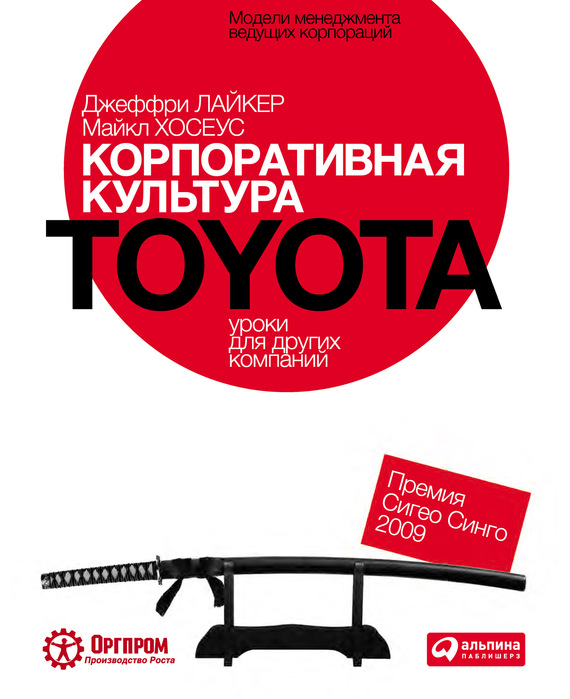 Модели менеджмента
ведущих корпораций
Джеффри ЛАЙКЕР
Майкл ХОСЕУС
КОРПОРАТИВНАЯ
КУЛЬТУРА
TOYOTA
уроки
для других
компаний
Премия
Сигео Синго
2009
Оргпром
Производство Роста
альпина
ПАБЛИШЕРЗ